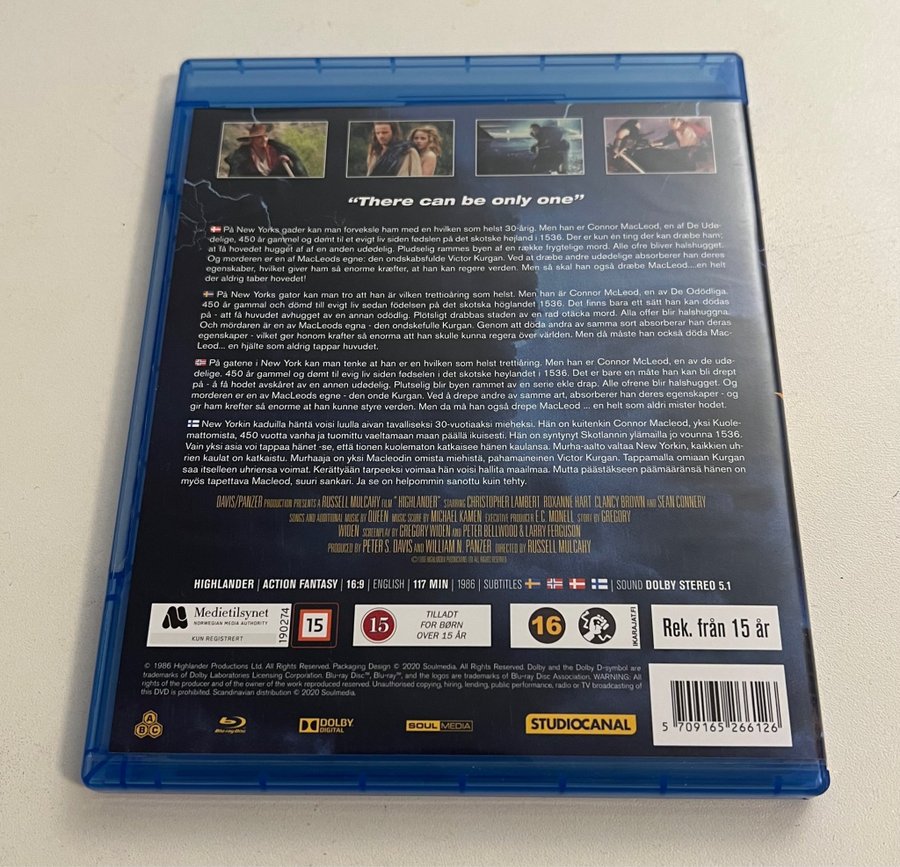 “There can be only one”
På New Yorks gader kan man forveksle ham med en hvilken som helst 30-årig. Men han er Connor MacLeod, en af De Udø-
delige, 450 år gammel og dømt til et evigt liv siden fødslen på det skotske højland i 1536. Der er kun én ting der kan dræbe ham;
at få hovedet hugget af af en anden udødelig. Pludselig rammes byen af en række frygtelige mord. Alle ofre bliver halshugget.
Og morderen er en af MacLeods egne: den ondskabsfulde Victor Kurgan. Ved at dræbe andre udødelige absorberer han deres
egenskaber, hvilket giver ham så enorme kræfter, at han kan regere verden. Men så skal han også dræbe MacLeod....en helt
der aldrig taber hovedet!
På New Yorks gator kan man tro att han är vilken trettioåring som helst. Men han är Connor McLeod, en av De Odödliga.
450 år gammal och dömd till evigt liv sedan födelsen på det skotska höglandet 1536. Det finns bara ett sätt han kan dödas
på - att få huvudet avhugget av en annan odödlig. Plötsligt drabbas staden av en rad otäcka mord. Alla offer blir halshuggna.
Och mördaren är en av MacLeods egna - den ondskefulle Kurgan. Genom att döda andra av samma sort absorberar han deras
egenskaper - vilket ger honom krafter så enorma att han skulle kunna regera över världen. Men då måste han också döda Mac-
Leod... en hjälte som aldrig tappar huvudet.
På gatene i New York kan man tenke at han er en hvilken som helst trettiåring. Men han er Connor McLeod, en av de udø-
delige. 450 år gammel og dømt til evig liv siden fødselen i det skotske høylandet i 1536. Det er bare en måte han kan bli drept
på - å få hodet avskåret av en annen udødelig. Plutselig blir byen rammet av en serie ekle drap. Alle ofrene blir halshugget. Og
morderen er en av MacLeods egne - den onde Kurgan. Ved å drepe andre av samme art, absorberer han deres egenskaper - og
gir ham krefter så enorme at han kunne styre verden. Men da må han også drepe MacLeod ... en helt som aldri mister hodet.
Newyorkin kaduilla häntä voisi luulla aivan tavalliseksi 30-vuotiaaksi mieheksi. Hän on kuitenkin Connor Macleod, yksi Kuole-
mattomista, 450 vuotta vanha ja tuomittu vaeltamaan maan päällä ikuisesti. Hän on syntynyt Skotlannin ylämailla jo vounna 1536.
Vain yksi asia voi tappaa hänet -se, että tionen kuolematon katkaisee hänen kaulansa. Murha-aalto valtaa New Yorkin, kaikkien uh-
rien kaulat on katkaistu. Murhaaja on yksi Macleodin omista miehistä, pahamaineinen Victor Kurgan. Tappamalla omiaan Kurgan
saa itselleen uhriensa voimat. Kerättyään tarpeeksi voimaa hän voisi hallita maailmaa. Mutta päästäkseen päämääränsä hänen on
myös tapettava Macleod, suuri sankari. Ja se on helpommin sanottu kuin tehty.
DAVIS/PANZER PRODUCTION PRESENTS A RUSSELL MULCAHY FILM "HIGHLANDER" STARRING CHRISTOPHER LAMBERT, ROXANNE HART, CLANCY BROWN AND SEAN CONNERY
SONGS AND ADDITIONAL MUSIC BY QUEEN MUSIC SCORE BY MICHAEL KAMEN EXECUTIVE PRODUCER E.C. MONELL STORY BY GREGORY
WIDEN SCREENPLAY BY GREGORY WIDEN AND PETER BELLWOOD & LARRY FERGUSON
PRODUCED BY PETER S. DAVIS AND WILLIAM N. PANZER DIRECTED BY RUSSELL MULCAHY
©1986 HIGHLANDER PRODUCTIONS LTD. ALL RIGHTS RESERVED.
HIGHLANDER | ACTION FANTASY | 16:9 | ENGLISH | 117 MIN | 1986 | SUBTITLES | SOUND DOLBY STEREO 5.1
Medietilsynet
NORWEGIAN MEDIA AUTHORITY
KUN REGISTRERT
190274
15
15
TILLADT
FOR BØRN
OVER 15 ÅR
16
IKARAJAT.FI
Rek. från 15 år
© 1986 Highlander Productions Ltd. All Rights Reserved. Packaging Design © 2020 Soulmedia. All Rights Reserved. Dolby and the Dolby D-symbol are
trademarks of Dolby Laboratories Licensing Corporation. Blu-ray Disc™, Blu-ray™, and the logos are trademarks of Blu-ray Disc Association. WARNING: All
rights of the producer and of the owner of the work reproduced reserved. Unauthorised copying, hiring, lending, public performance, radio or TV broadcasting of
this DVD is prohibited. Scandinavian distribution © 2020 Soulmedia.
A B C
Blu-ray Disc
DOLBY
DIGITAL
SOUL MEDIA
STUDIOCANAL
5 709165 266126